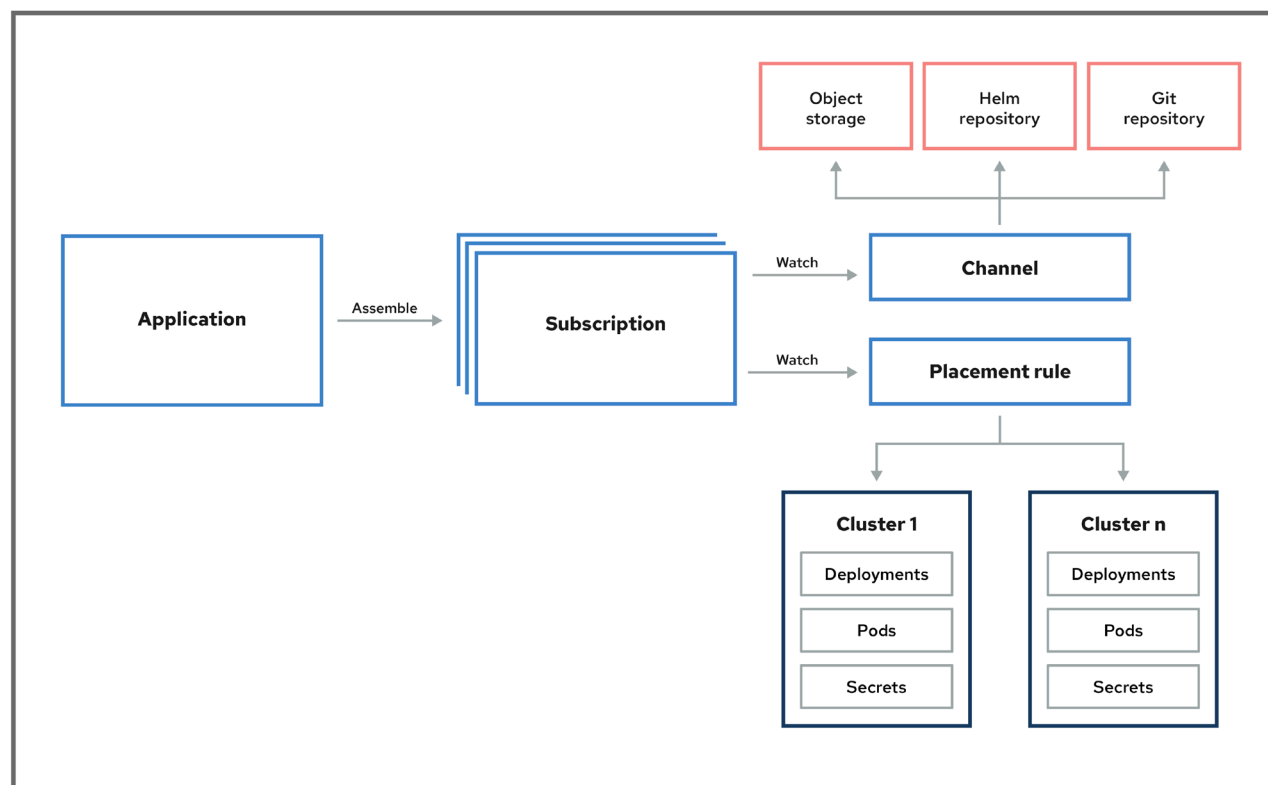 Object
storage
Helm
repository
Git
repository
Application
Assemble
Subscription
Watch
Channel
Watch
Placement rule
Cluster 1
Deployments
Pods
Secrets
Cluster n
Deployments
Pods
Secrets